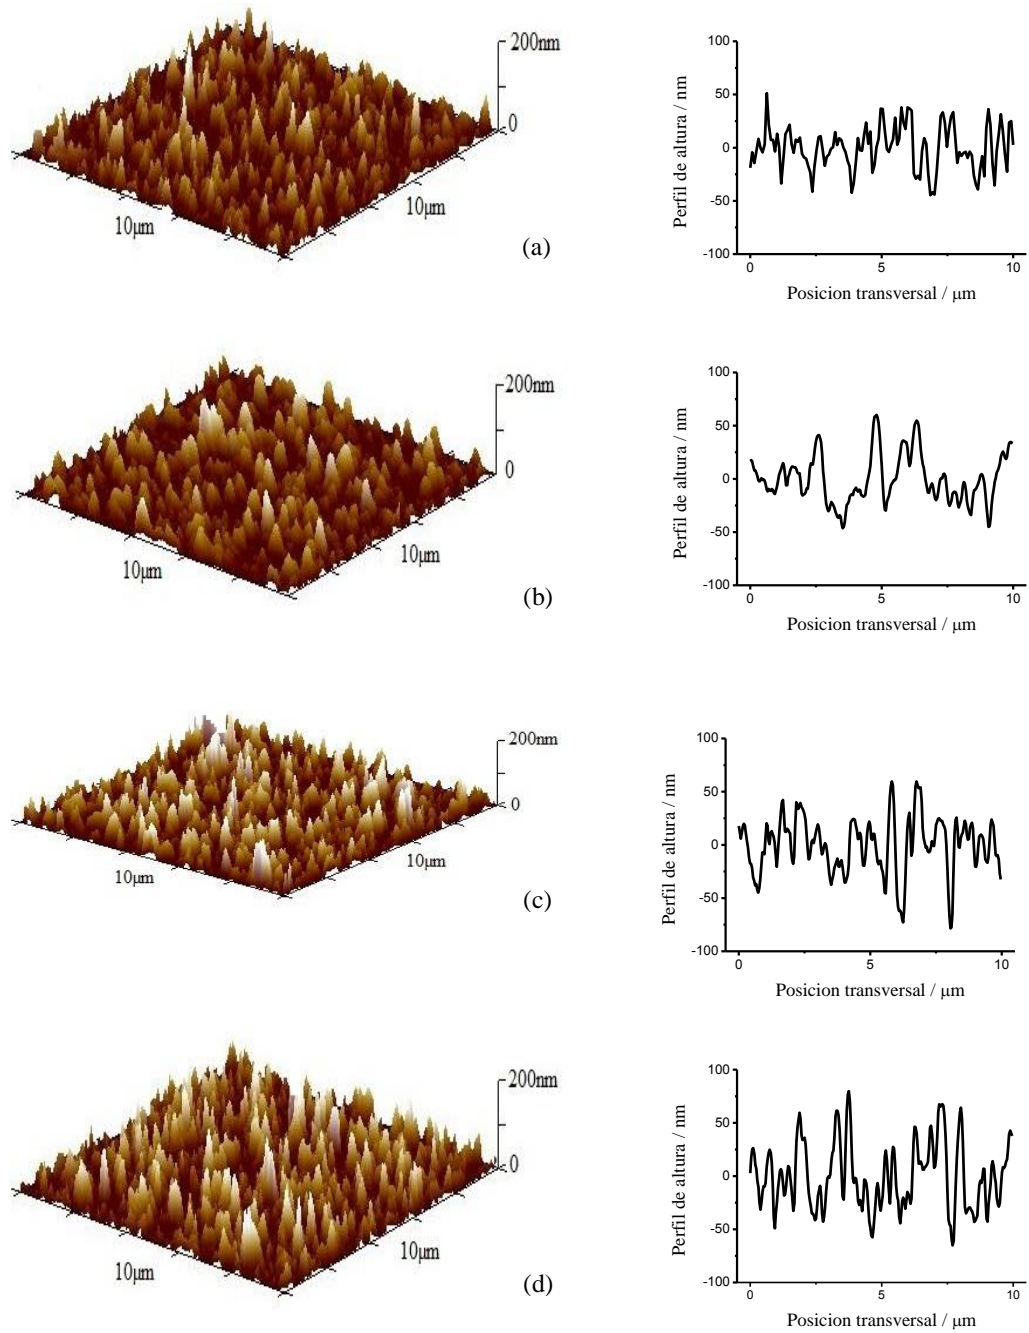 200nm
0
10μm
10μm
(a)
100
50
0
-50
-100
0
5
10
Perfil de altura / nm
Posicion transversal / μm
200nm
0
10μm
10μm
(b)
100
50
0
-50
-100
0
5
10
Perfil de altura / nm
Posicion transversal / μm
200nm
0
10μm
10μm
(c)
100
50
0
-50
-100
0
5
10
Perfil de altura / nm
Posicion transversal / μm
200nm
0
10μm
10μm
(d)
100
50
0
-50
-100
0
5
10
Perfil de altura / nm
Posicion transversal / μm